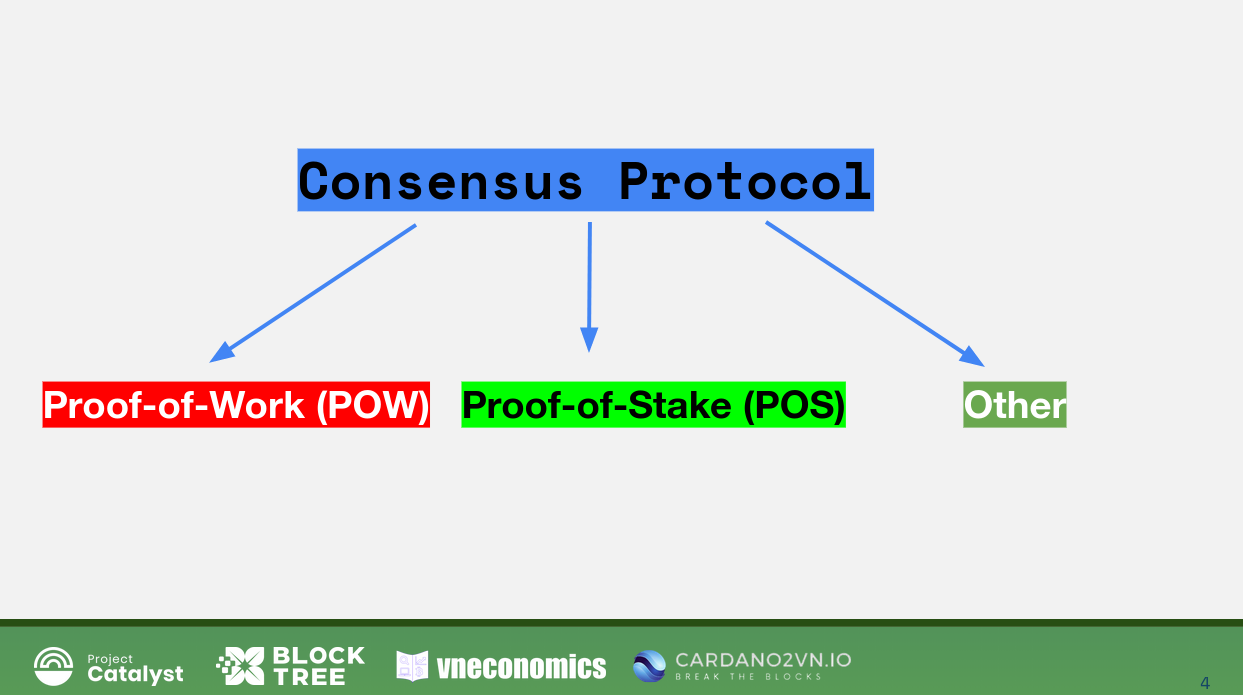 Consensus Protocol
Proof-of-Work (POW)
Proof-of-Stake (POS)
Other
Project
Catalyst
BLOCK
TREE
vneconomics
CARDANO2VN.IO
BREAK THE BLOCKS
4